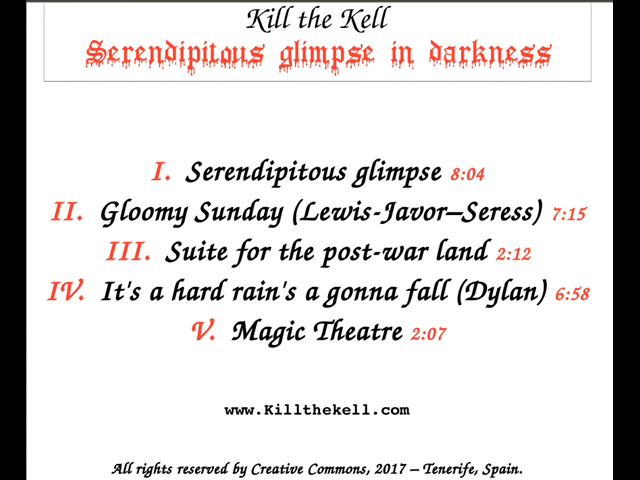 Kill the Kell
Serendipitous glimpse in darkness
I. Serendipitous glimpse 8:04
II. Gloomy Sunday (Lewis-Javor–Seress) 7:15
III. Suite for the post-war land 2:12
IV. It's a hard rain's a gonna fall (Dylan) 6:58
V. Magic Theatre 2:07
www.Killthekell.com
All rights reserved by Creative Commons, 2017 – Tenerife, Spain.